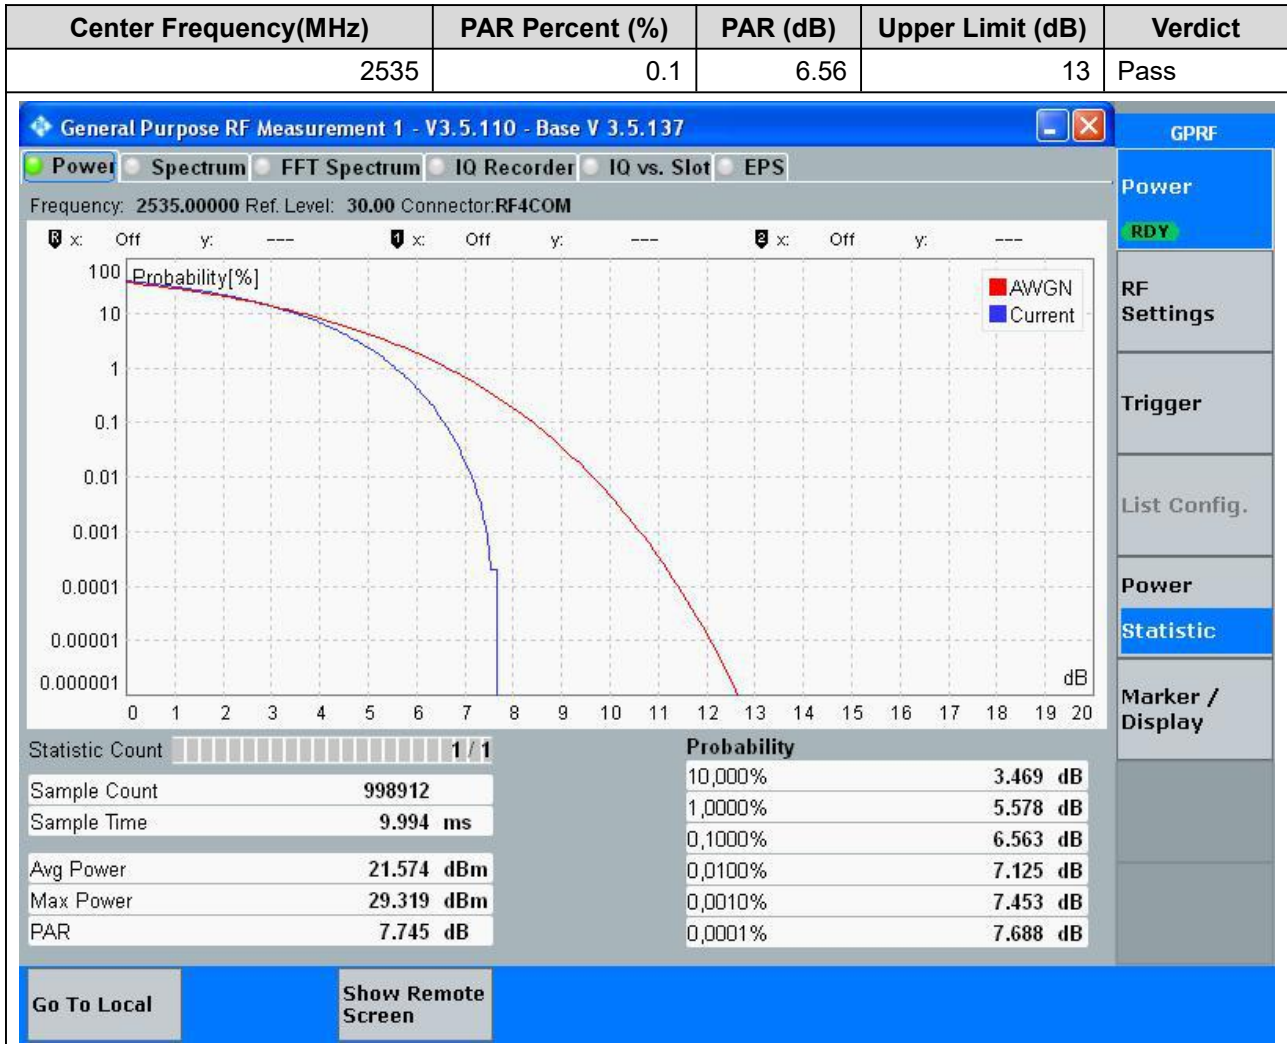 Center Frequency(MHz) PAR Percent (%) PAR (dB) Upper Limit (dB) Verdict
2535 0.1 6.56 13 Pass
General Purpose RF Measurement 1 - V3.5.110 - Base V 3.5.137
GPRF
Power Spectrum FFT Spectrum IQ Recorder IQ vs. Slot EPS
Power
RDY
Frequency: 2535.00000 Ref. Level: 30.00 Connector:RF4COM
R x: Off y: --- 1 x: Off y: --- 2 x: Off y: ---
Probability[%]
AWGN
Current
100
10
1
0.1
0.01
0.001
0.0001
0.00001
0.000001
dB
0 1 2 3 4 5 6 7 8 9 10 11 12 13 14 15 16 17 18 19 20
RF
Settings
Trigger
List Config.
Power
Statistic
Marker /
Display
Statistic Count 1 / 1
Sample Count 998912
Sample Time 9.994 ms
Avg Power 21.574 dBm
Max Power 29.319 dBm
PAR 7.745 dB
Probability
10,000% 3.469 dB
1,0000% 5.578 dB
0,1000% 6.563 dB
0,0100% 7.125 dB
0,0010% 7.453 dB
0,0001% 7.688 dB
Go To Local
Show Remote
Screen